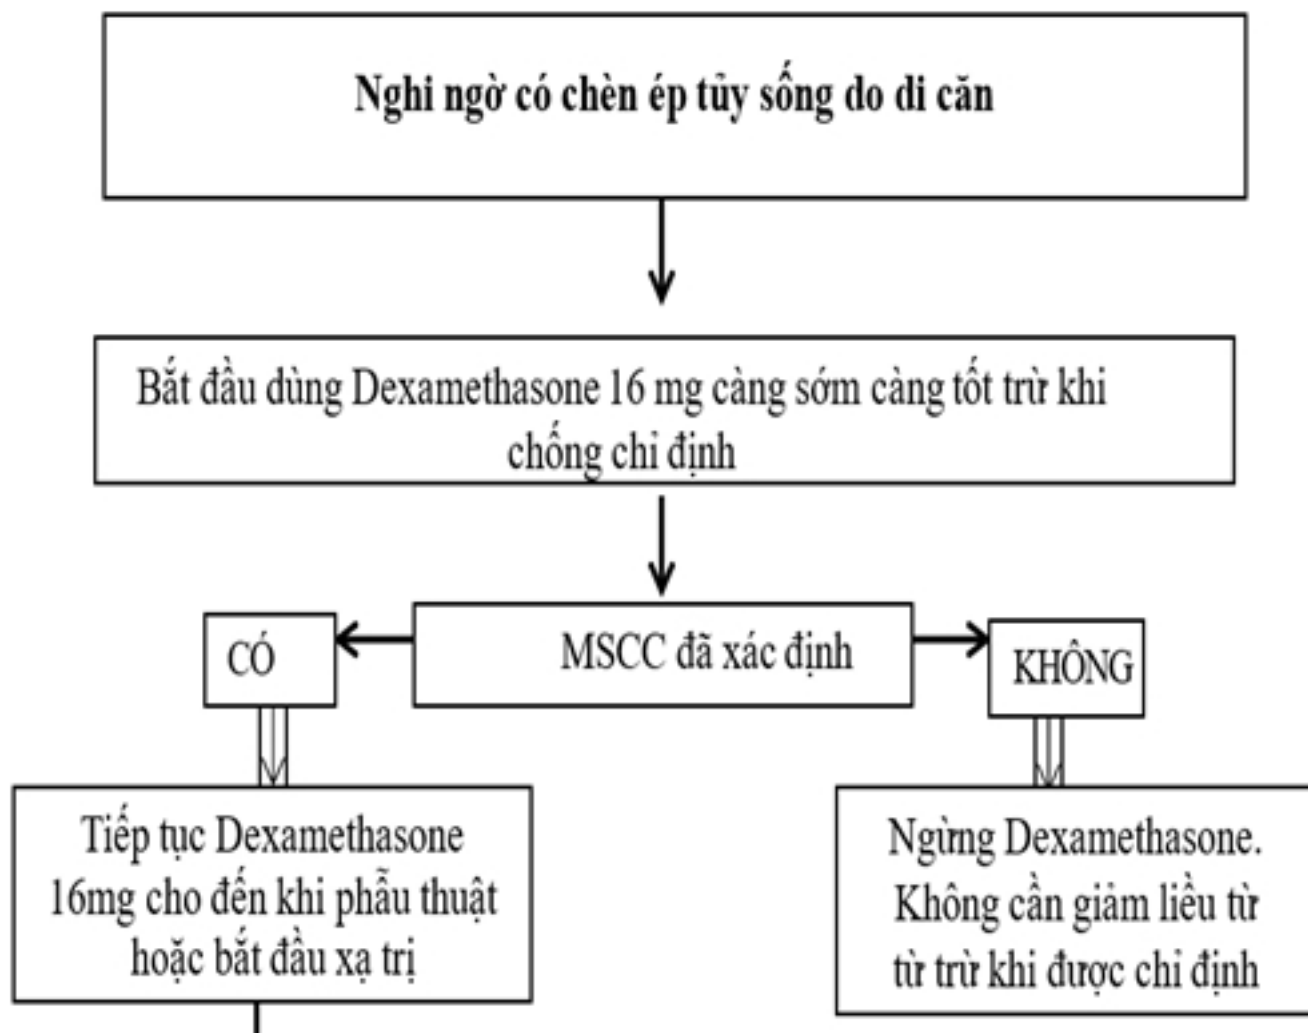 Nghi ngờ có chèn ép tủy sống do di căn
Bắt đầu dùng Dexamethasone 16 mg càng sớm càng tốt trừ khi
chống chỉ định
CÓ
MSCC đã xác định
KHÔNG
Tiếp tục Dexamethasone
16mg cho đến khi phẫu thuật
hoặc bắt đầu xạ trị
Ngừng Dexamethasone.
Không cần giảm liều từ
từ trừ khi được chỉ định